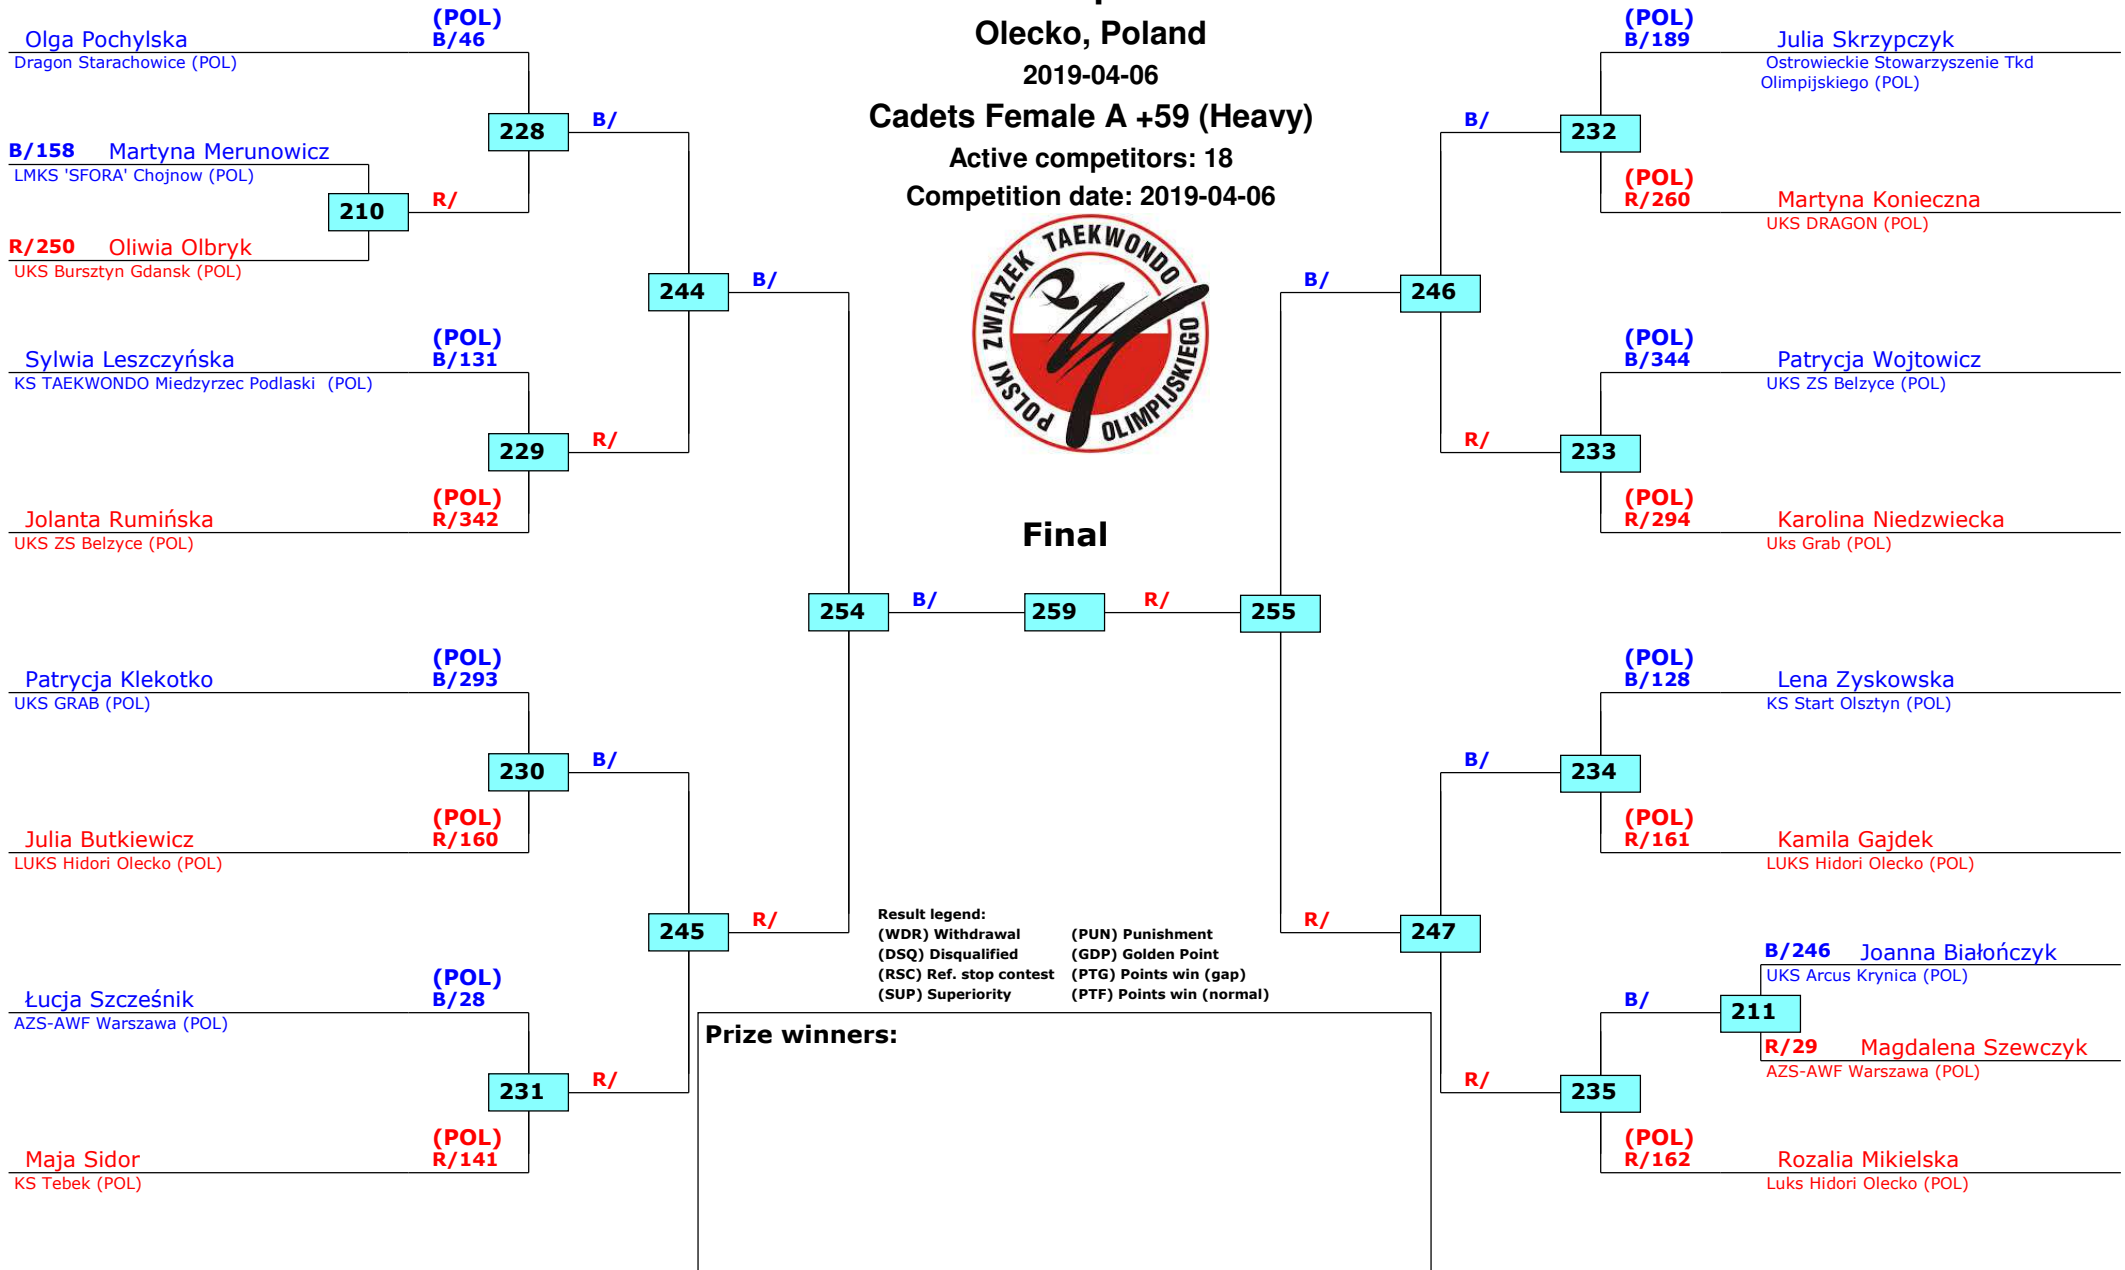 Olecko, Poland
2019-04-06
Cadets Female A +59 (Heavy)
Active competitors: 18
Competition date: 2019-04-06
POLSKI ZWIĄZEK TAEKWONDO OLIMPIJSKIEGO
(POL)
Olga Pochylska B/46
Dragon Starachowice (POL)
228 B/
B/158 Martyna Merunowicz
LMKS 'SFORA' Chojnow (POL)
210 R/
R/250 Oliwia Olbryk
UKS Bursztyn Gdansk (POL)
244 B/
(POL)
Sylwia Leszczyńska B/131
KS TAEKWONDO Miedzyrzec Podlaski (POL)
229 R/
(POL)
Jolanta Rumińska R/342
UKS ZS Belzyce (POL)
Final
254 B/ 259 R/ 255
(POL)
Patrycja Klekotko B/293
UKS GRAB (POL)
230 B/
(POL)
Julia Butkiewicz R/160
LUKS Hidori Olecko (POL)
245 R/
(POL)
Łucja Szcześnik B/28
AZS-AWF Warszawa (POL)
231 R/
(POL)
Maja Sidor R/141
KS Tebek (POL)
(POL)
B/189 Julia Skrzypczyk
Ostrowieckie Stowarzyszenie Tkd
Olimpijskiego (POL)
B/ 232
(POL)
R/260 Martyna Konieczna
UKS DRAGON (POL)
B/ 246
(POL)
B/344 Patrycja Wojtowicz
UKS ZS Belzyce (POL)
R/ 233
(POL)
R/294 Karolina Niedzwiecka
Uks Grab (POL)
(POL)
B/128 Lena Zyskowska
KS Start Olsztyn (POL)
B/ 234
(POL)
R/161 Kamila Gajdek
LUKS Hidori Olecko (POL)
R/ 247
B/246 Joanna Białończyk
UKS Arcus Krynica (POL)
B/ 211
R/29 Magdalena Szewczyk
AZS-AWF Warszawa (POL)
R/ 235
(POL)
R/162 Rozalia Mikielska
Luks Hidori Olecko (POL)
Result legend:
(WDR) Withdrawal (PUN) Punishment
(DSQ) Disqualified (GDP) Golden Point
(RSC) Ref. stop contest (PTG) Points win (gap)
(SUP) Superiority (PTF) Points win (normal)
Prize winners: